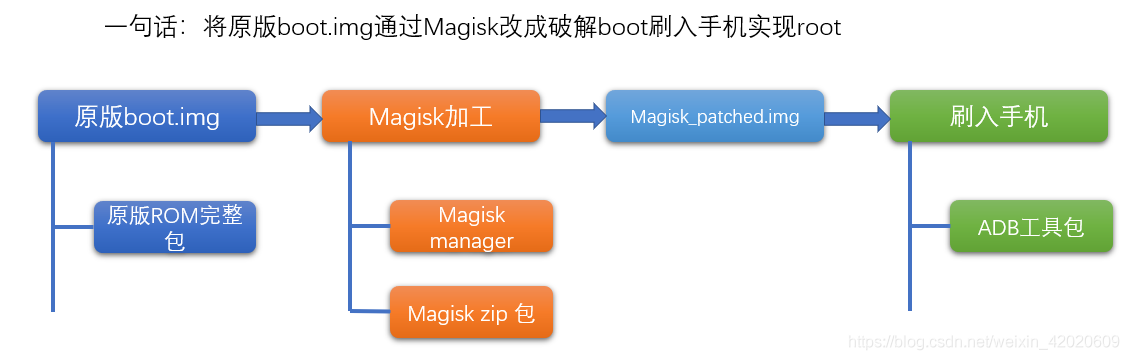 一句话：将原版boot.img通过Magisk改成破解boot刷入手机实现root
原版boot.img
Magisk加工
Magisk_patched.img
刷入手机
原版ROM完整
包
Magisk
manager
ADB工具包
Magisk zip 包
https://blog.csdn.net/weixin_42020609